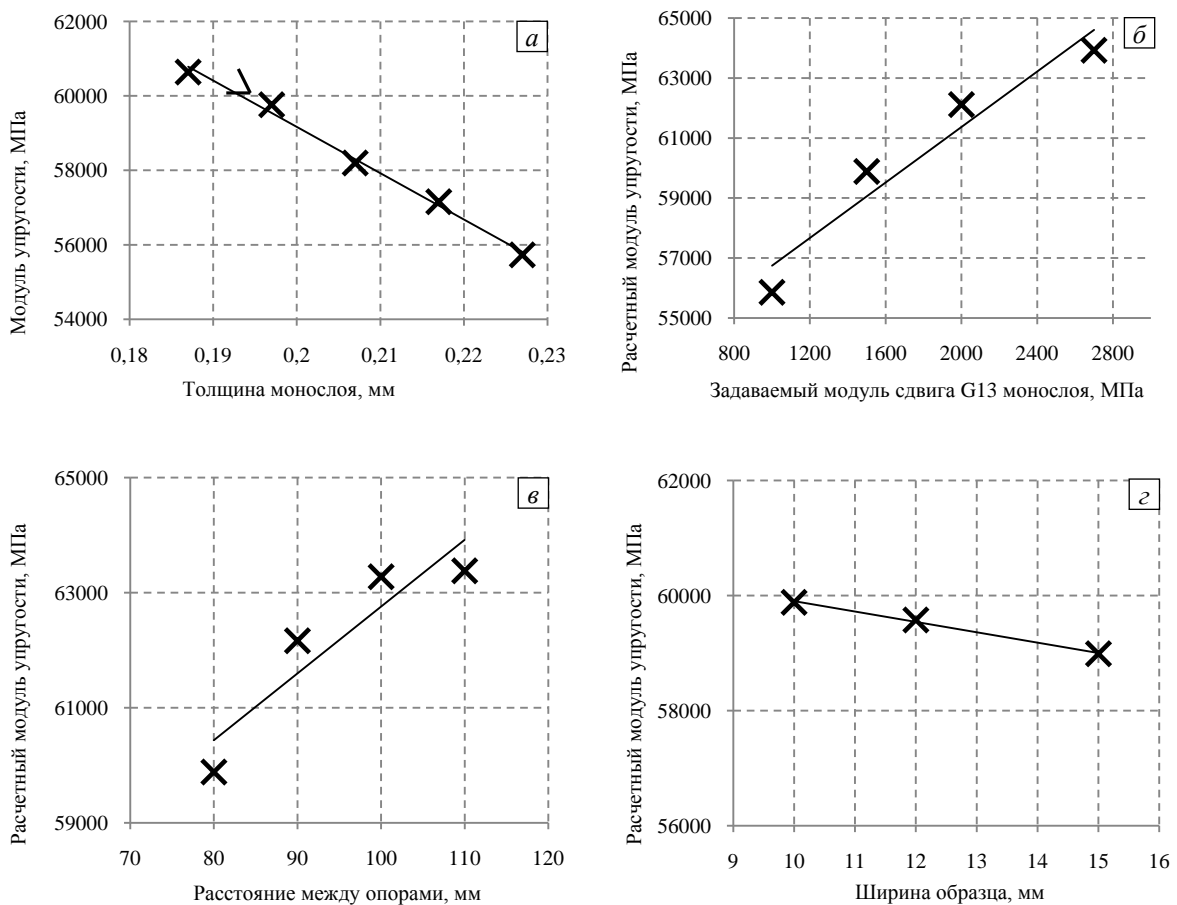 62000
60000
58000
56000
54000
0,18 0,19 0,2 0,21 0,22 0,23
Модуль упругости, МПа
Толщина монослоя, мм
а
65000
63000
61000
59000
57000
55000
800 1200 1600 2000 2400 2800
Расчетный модуль упругости, МПа
Задаваемый модуль сдвига G13 монослоя, МПа
б
65000
63000
61000
59000
70 80 90 100 110 120
Расчетный модуль упругости, МПа
Расстояние между опорами, мм
в
62000
60000
58000
56000
9 10 11 12 13 14 15 16
Расчетный модуль упругости, МПа
Ширина образца, мм
г